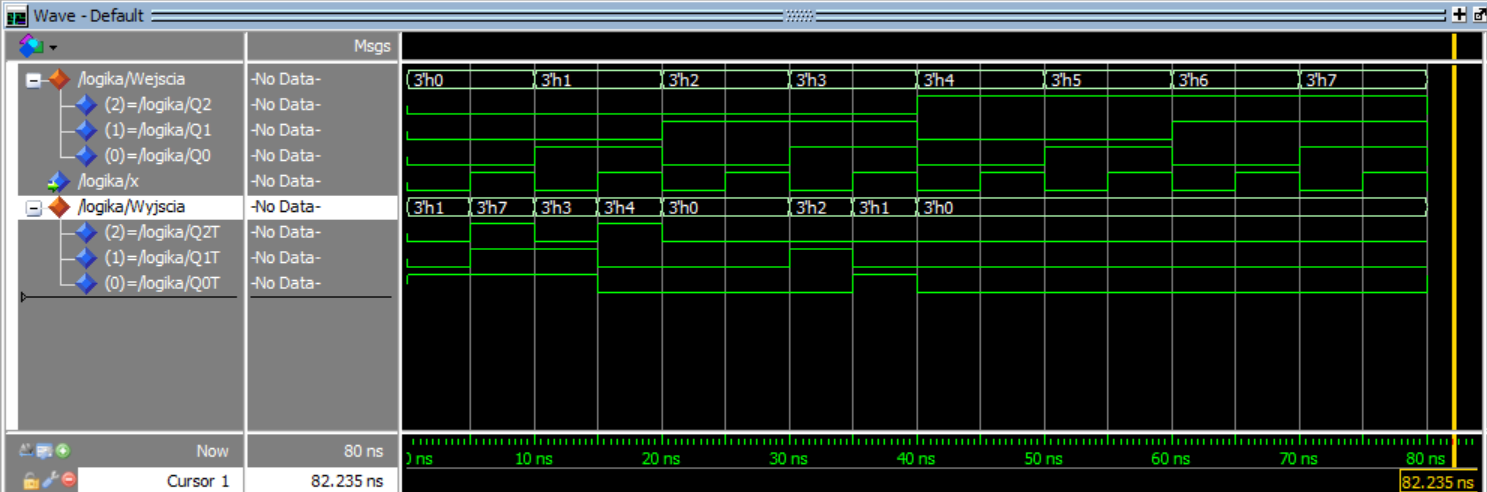 Wave - Default
Msgs
/logika/Wejscia -No Data- 3'h0 3'h1 3'h2 3'h3 3'h4 3'h5 3'h6 3'h7
(2)=/logika/Q2 -No Data-
(1)=/logika/Q1 -No Data-
(0)=/logika/Q0 -No Data-
/logika/x -No Data-
/logika/Wyjscia -No Data- 3'h1 3'h7 3'h3 3'h4 3'h0 3'h2 3'h1 3'h0
(2)=/logika/Q2T -No Data-
(1)=/logika/Q1T -No Data-
(0)=/logika/Q0T -No Data-
Now 80 ns 0 ns 10 ns 20 ns 30 ns 40 ns 50 ns 60 ns 70 ns 80 ns
Cursor 1 82.235 ns 82.235 ns